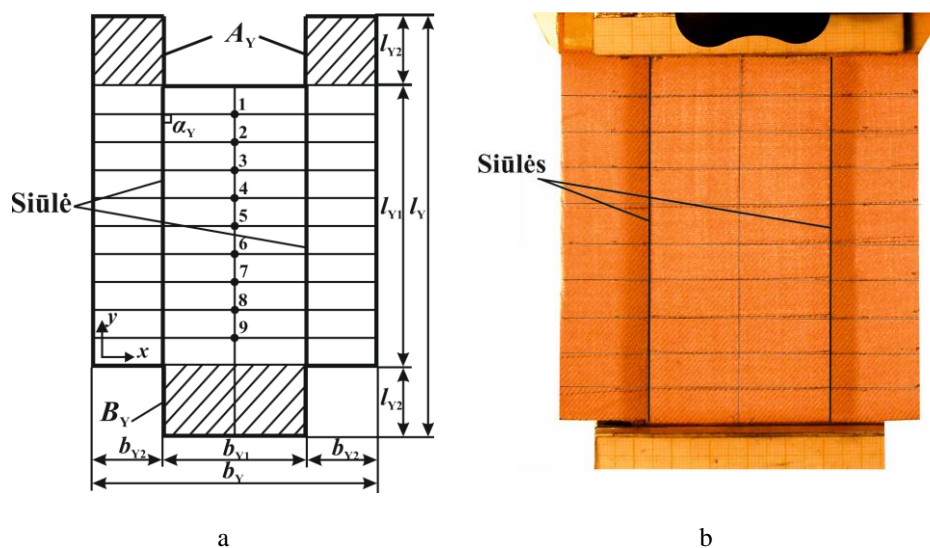 A_Y
l_Y2
1
α_Y
2
3
Siūlė
4
5
6
7
8
9
l_Y1
l_Y
y
x
B_Y
l_Y2
b_Y2
b_Y1
b_Y2
b_Y
a
Siūlės
b